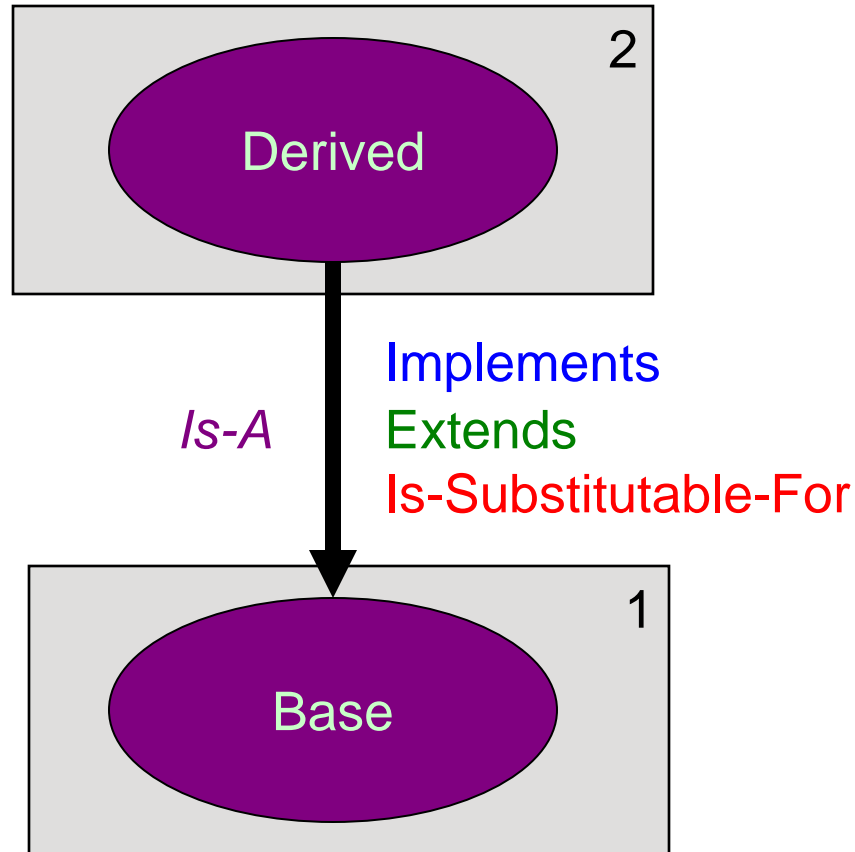 2
Derived
Implements
Is-A
Extends
Is-Substitutable-For
1
Base